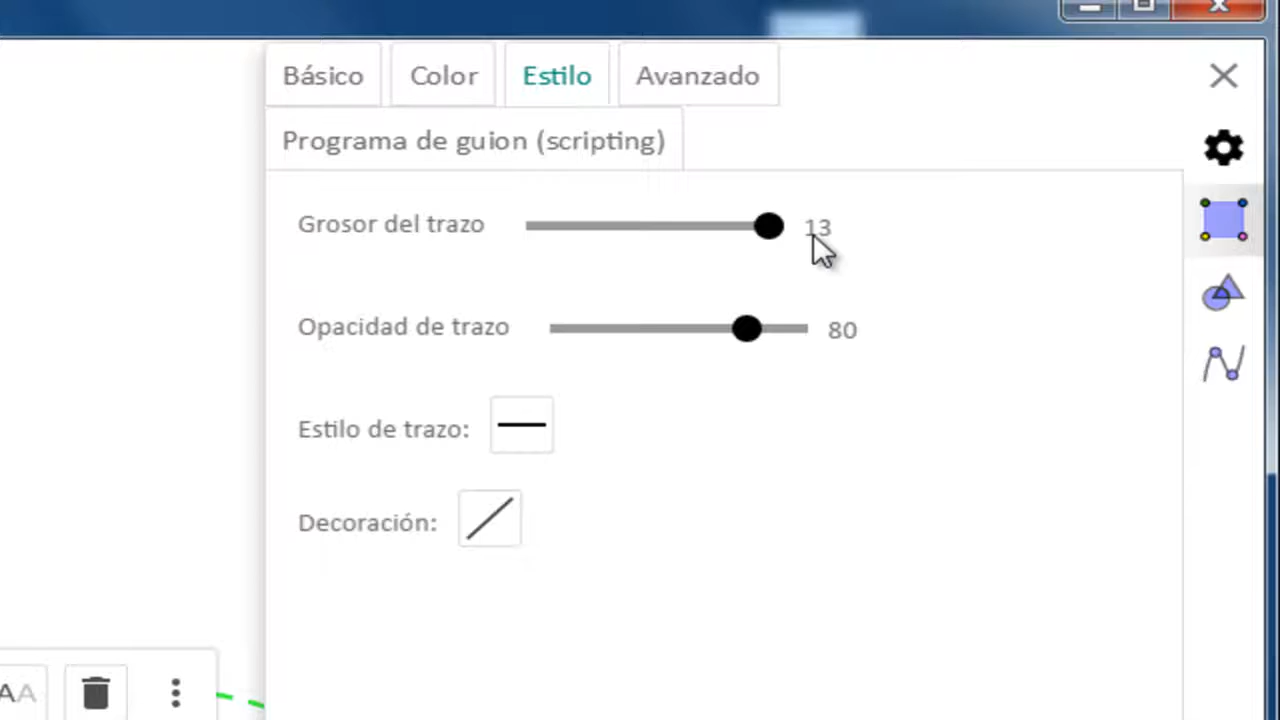 Básico Color Estilo Avanzado
Programa de guion (scripting)
Grosor del trazo 13
Opacidad de trazo 80
Estilo de trazo:
Decoración:
AA